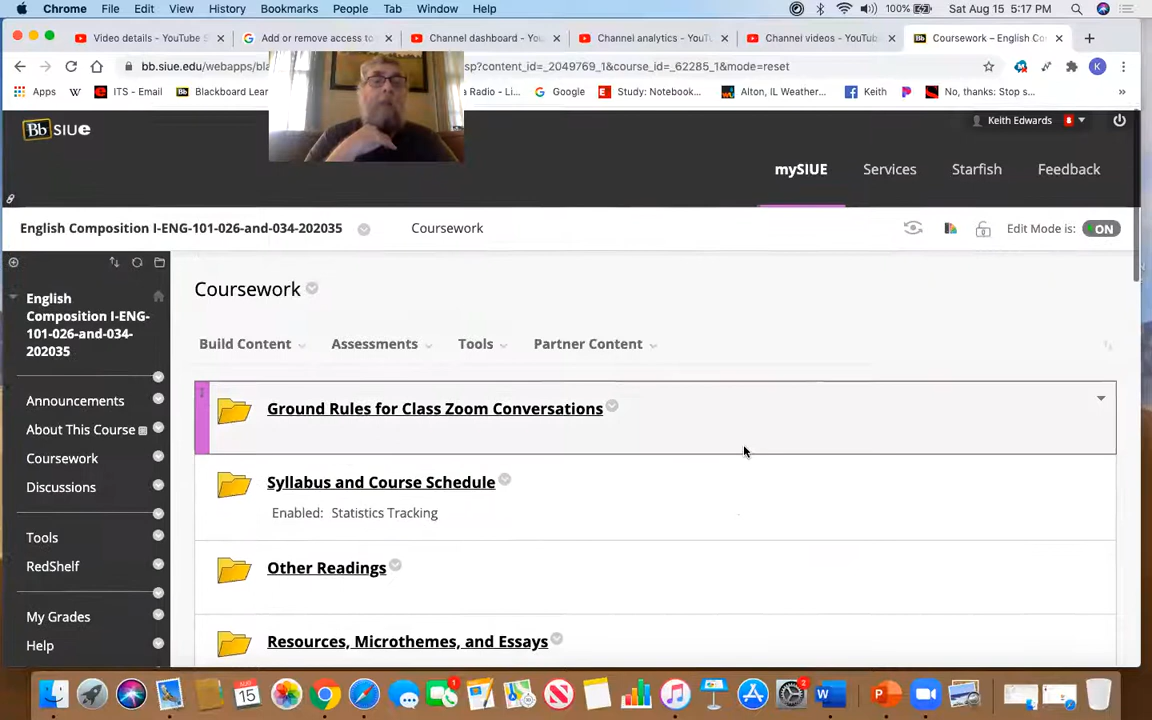 Chrome File Edit View History Bookmarks People Tab Window Help 100% Sat Aug 15 5:17 PM
Video details - YouTube S Add or remove access to Channel dashboard - You Channel analytics - YouTu Channel videos - YouTube Coursework – English Co
bb.siue.edu/webapps/bla sp?content_id=_2049769_1&course_id=_62285_1&mode=reset K
Apps W ITS - Email Blackboard Lear a Radio - Li... Google Study: Notebook... Alton, IL Weather... Keith No, thanks: Stop s... »
Bb SIUe
Keith Edwards 8
mySIUE Services Starfish Feedback
English Composition I-ENG-101-026-and-034-202035 Coursework Edit Mode is: ON
English
Composition I-ENG-
101-026-and-034-
202035
Announcements
About This Course
Coursework
Discussions
Tools
RedShelf
My Grades
Help
Coursework
Build Content Assessments Tools Partner Content
Ground Rules for Class Zoom Conversations
Syllabus and Course Schedule
Enabled: Statistics Tracking
Other Readings
Resources, Microthemes, and Essays